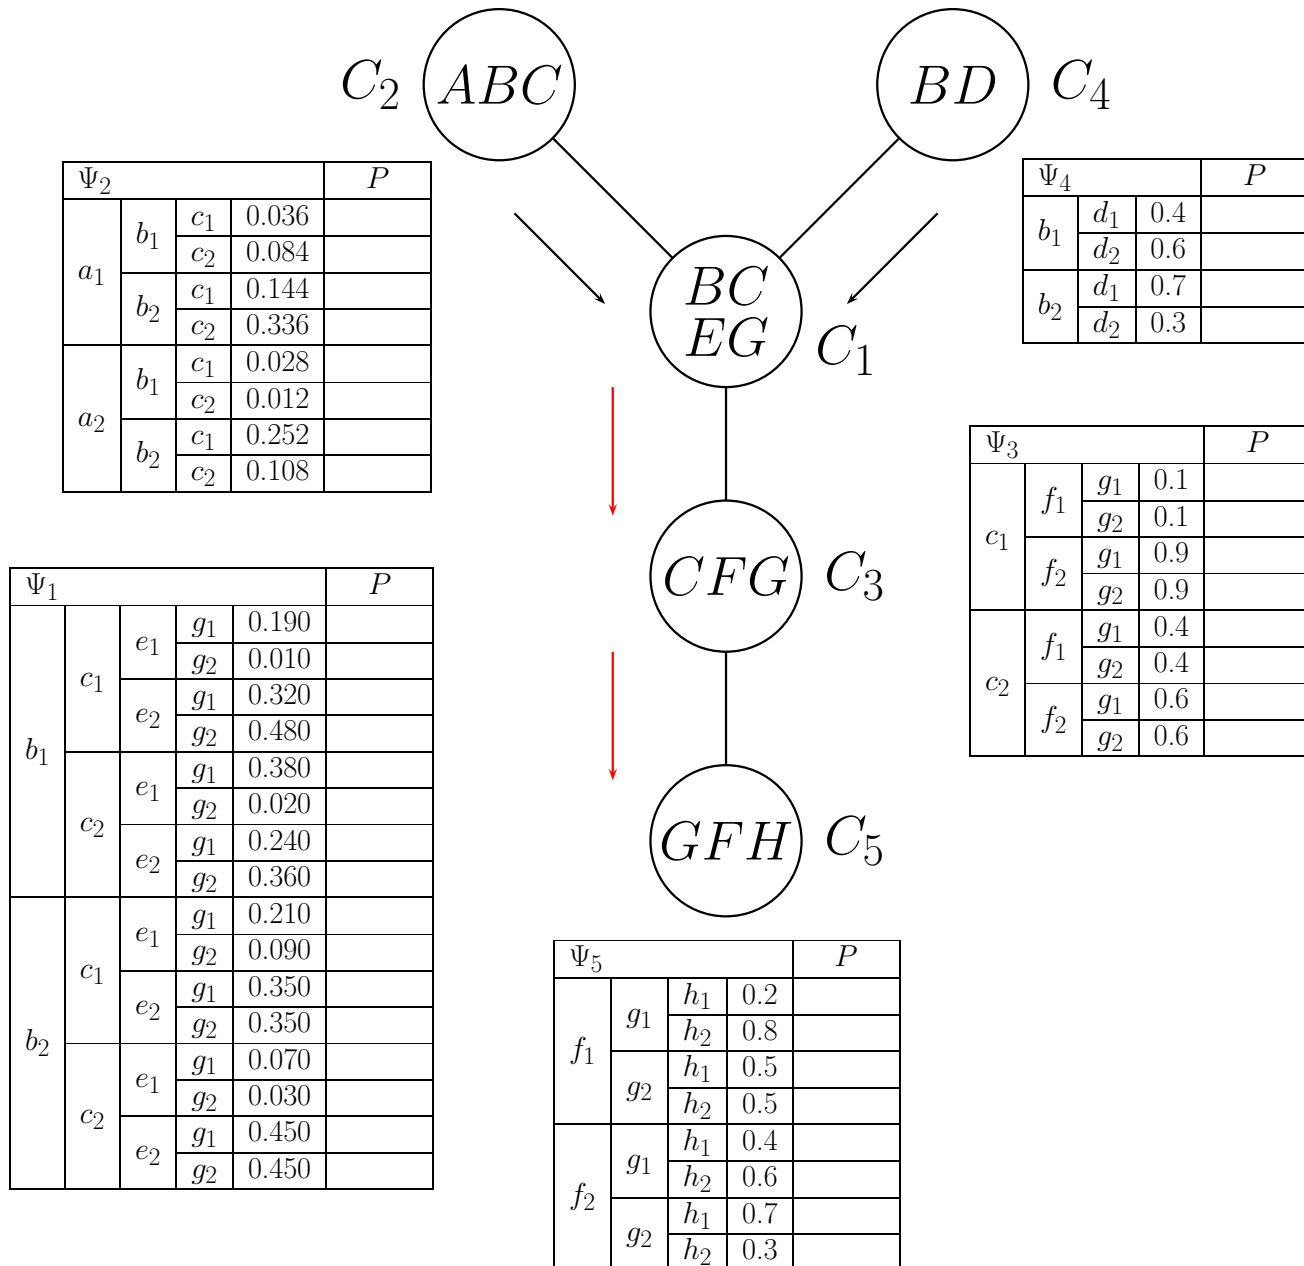 C2 ABC
BD C4
Ψ2 P
a1 b1 c1 0.036
c2 0.084
b2 c1 0.144
c2 0.336
a2 b1 c1 0.028
c2 0.012
b2 c1 0.252
c2 0.108
Ψ4 P
b1 d1 0.4
d2 0.6
b2 d1 0.7
d2 0.3
BC
EG
C1
Ψ3 P
c1 f1 g1 0.1
g2 0.1
f2 g1 0.9
g2 0.9
c2 f1 g1 0.4
g2 0.4
f2 g1 0.6
g2 0.6
CFG C3
Ψ1 P
b1 c1 e1 g1 0.190
g2 0.010
e2 g1 0.320
g2 0.480
c2 e1 g1 0.380
g2 0.020
e2 g1 0.240
g2 0.360
b2 c1 e1 g1 0.210
g2 0.090
e2 g1 0.350
g2 0.350
c2 e1 g1 0.070
g2 0.030
e2 g1 0.450
g2 0.450
GFH C5
Ψ5 P
f1 g1 h1 0.2
h2 0.8
g2 h1 0.5
h2 0.5
f2 g1 h1 0.4
h2 0.6
g2 h1 0.7
h2 0.3